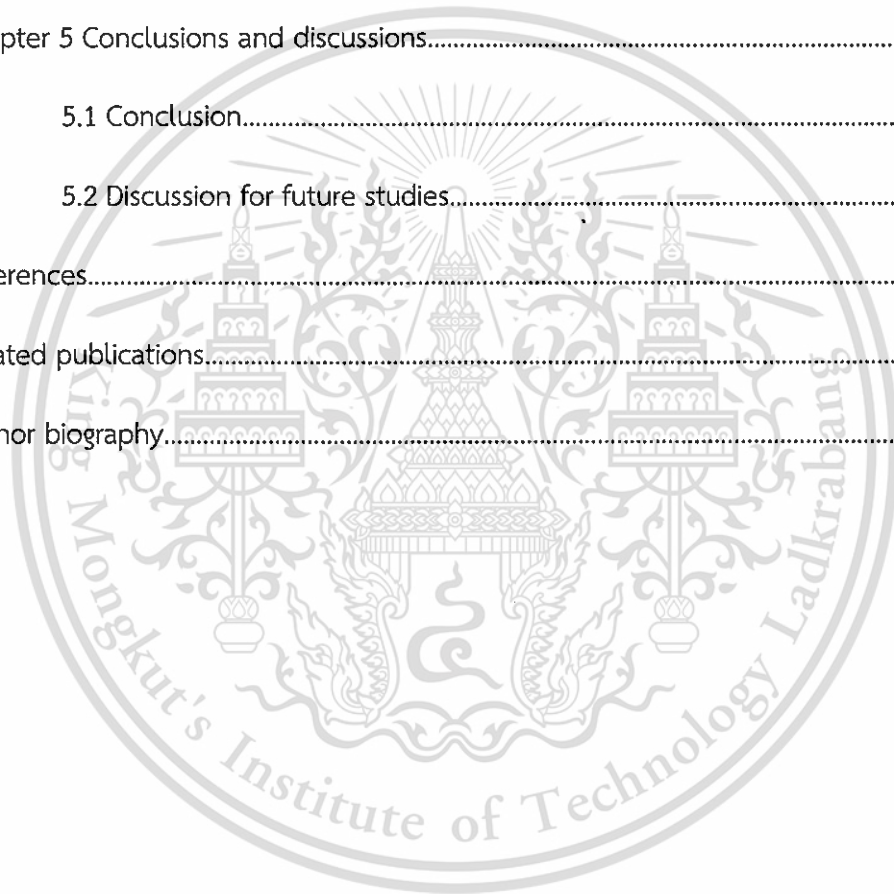 pter 5 Conclusions and discussions
5.1 Conclusion
5.2 Discussion for future studies
erences
ated publications
hor biography
King Mongkut's Institute of Technology Ladkrabang